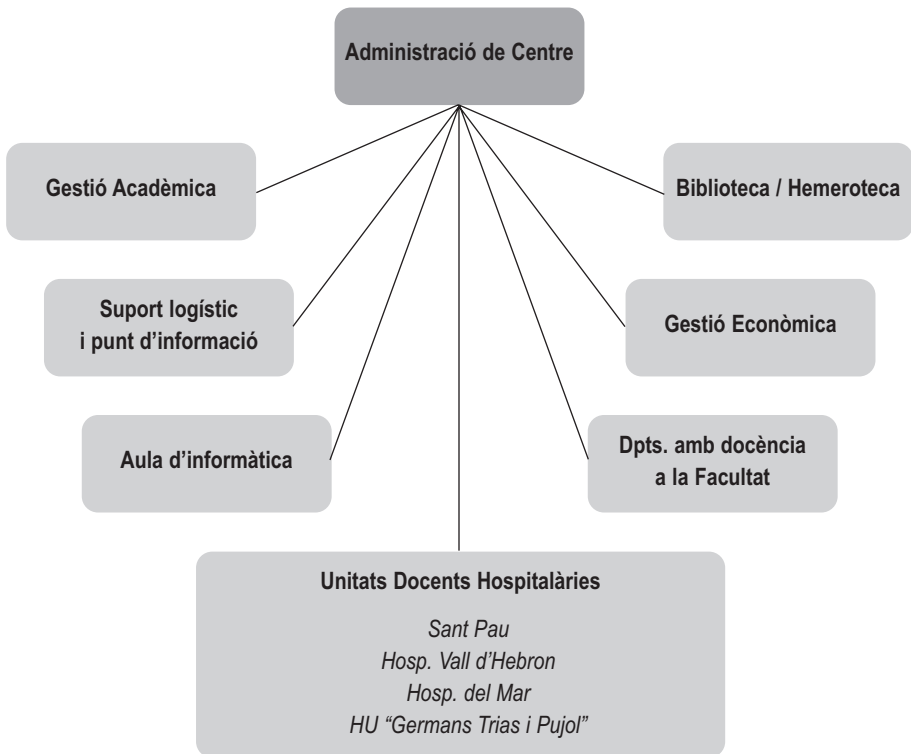 Administració de Centre
Gestió Acadèmica
Biblioteca / Hemeroteca
Suport logístic
i punt d’informació
Gestió Econòmica
Aula d’informàtica
Dpts. amb docència
a la Facultat
Unitats Docents Hospitalàries
Sant Pau
Hosp. Vall d’Hebron
Hosp. del Mar
HU “Germans Trias i Pujol”